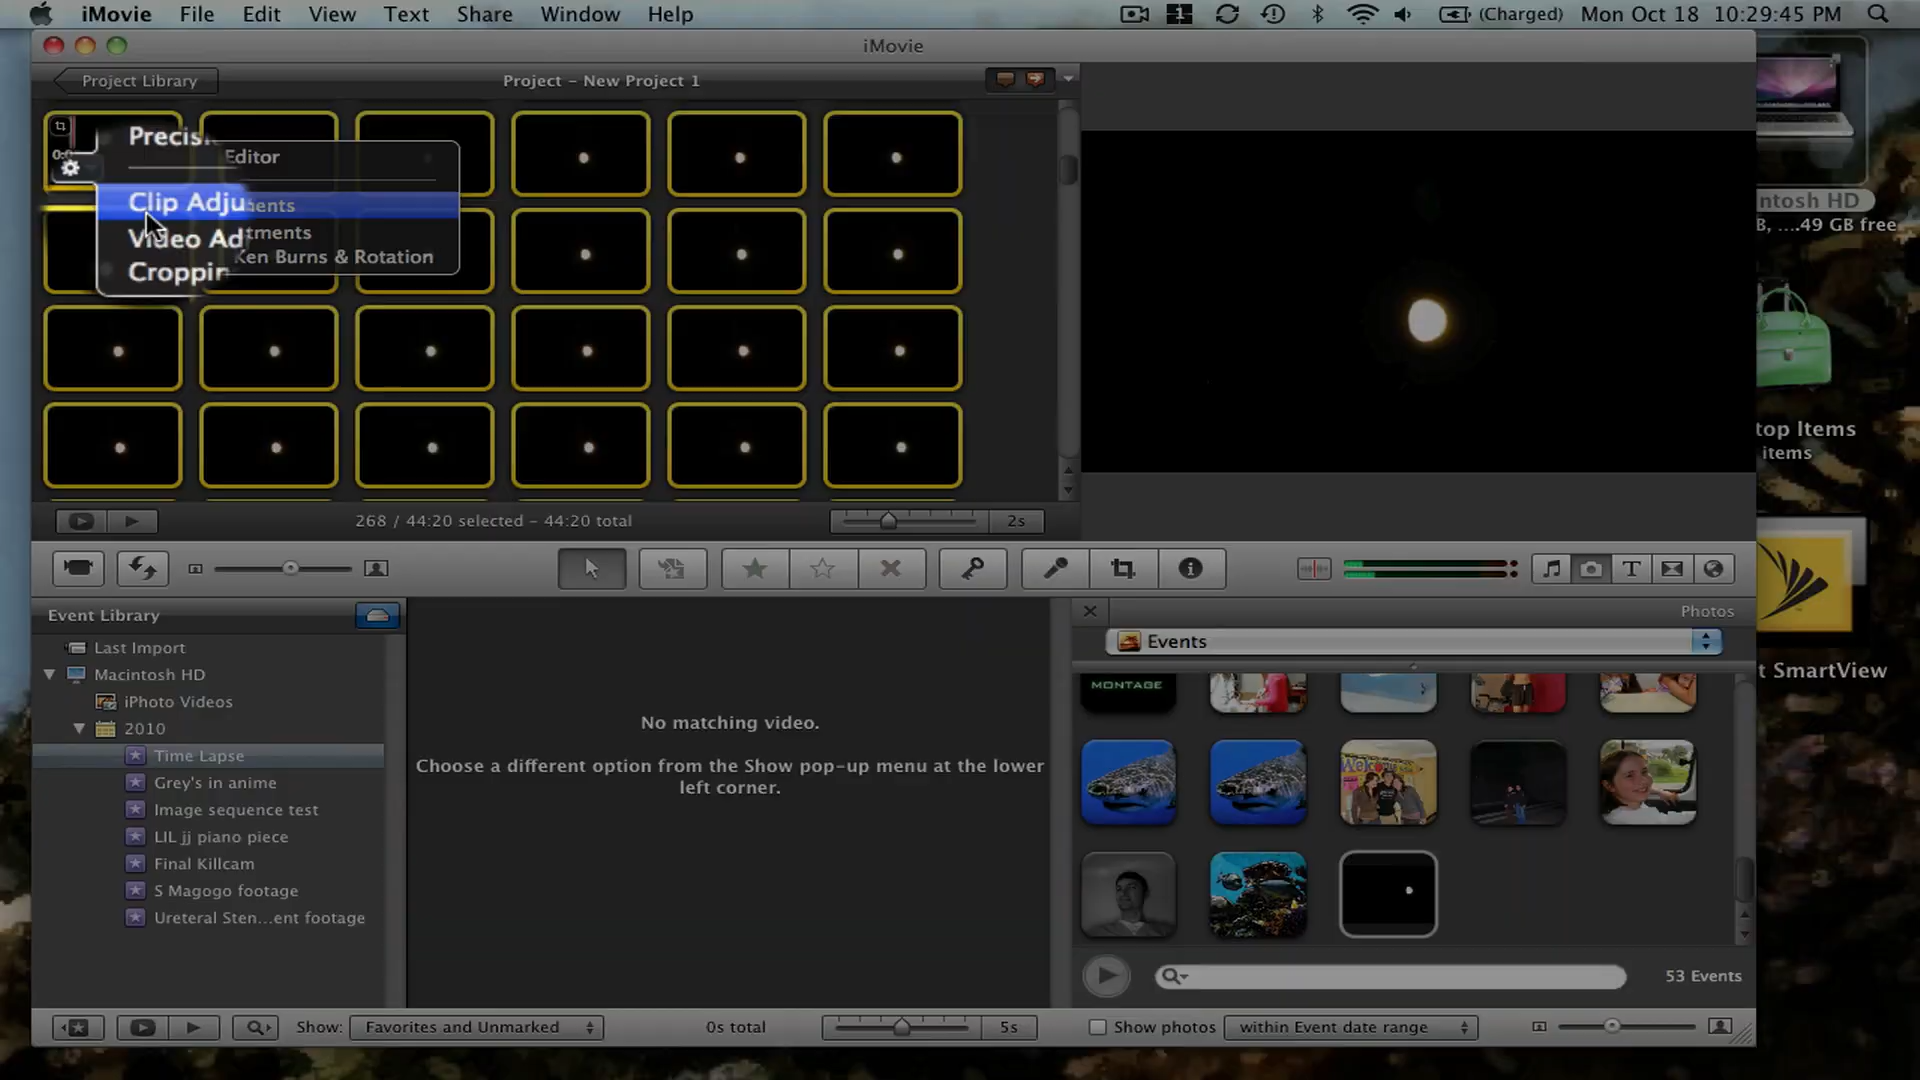 iMovie File Edit View Text Share Window Help
1 (Charged) Mon Oct 18 10:29:45 PM
iMovie
Project Library
Project - New Project 1
Editor
Clip Adju
ments
Video Ad
tments
Ken Burns & Rotation
268 / 44:20 selected - 44:20 total
2s
Event Library
Last Import
Macintosh HD
iPhoto Videos
2010
Time Lapse
Grey's in anime
Image sequence test
LIL jj piano piece
Final Killcam
S Magogo footage
Ureteral Sten...ent footage
No matching video.
Choose a different option from the Show pop-up menu at the lower
left corner.
Photos
Events
MONTAGE
53 Events
Show: Favorites and Unmarked
0s total
5s
Show photos within Event date range
intosh HD
B, ....49 GB free
top Items
items
t SmartView